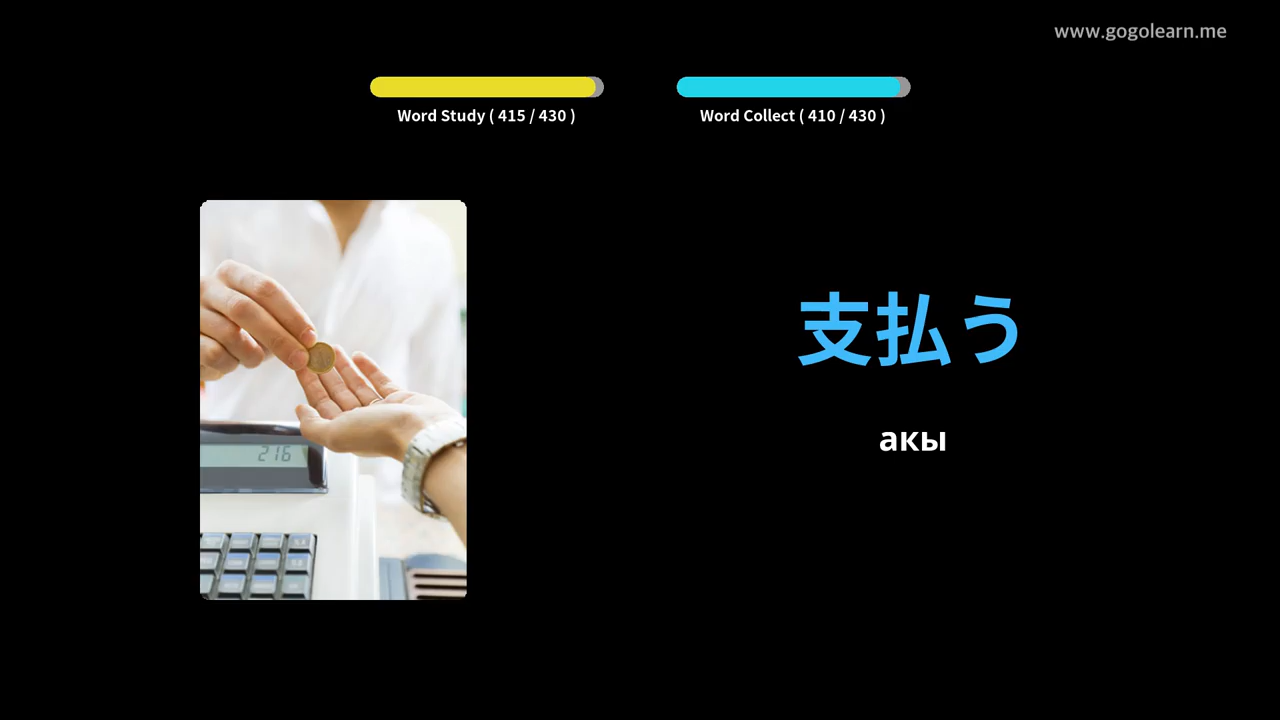 www.gogolearn.me
Word Study ( 415 / 430 )
Word Collect ( 410 / 430 )
支払う
акы
216